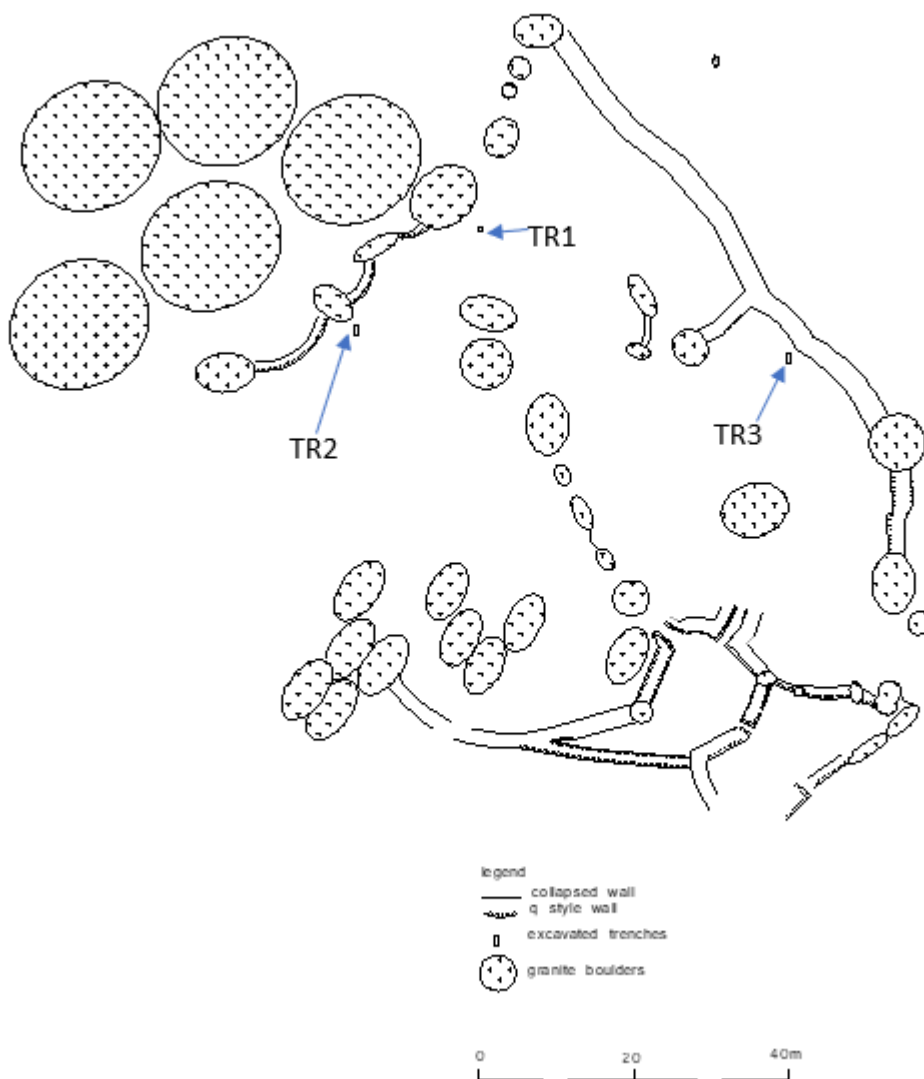 TR1
TR2
TR3
legend
collapsed wall
q style wall
excavated trenches
granite boulders
0 20 40m